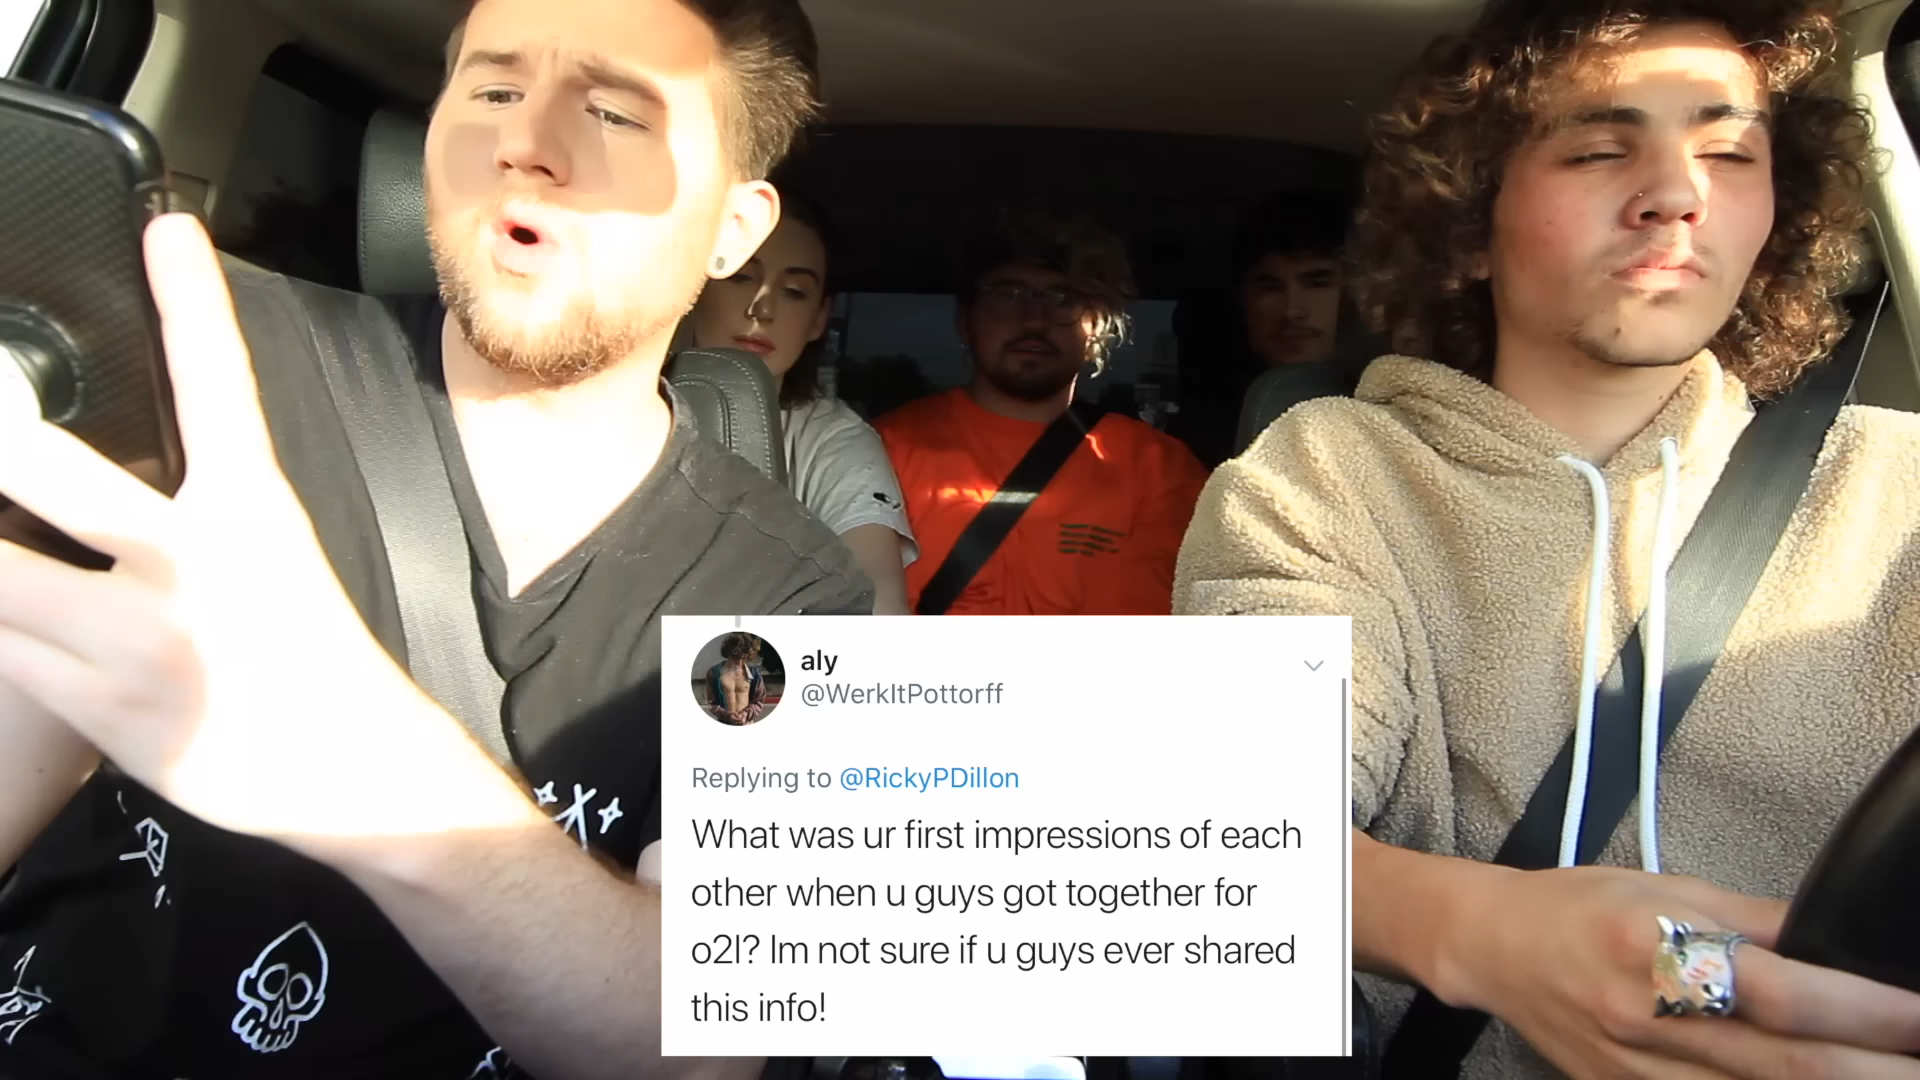 aly
@WerkItPottorff
Replying to @RickyPDillon
What was ur first impressions of each
other when u guys got together for
o2l? Im not sure if u guys ever shared
this info!